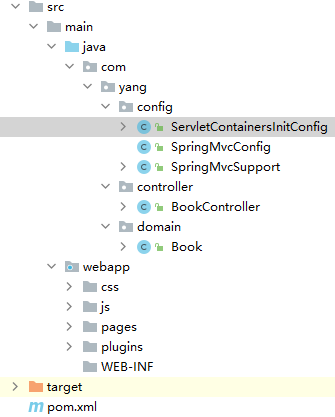 src
main
java
com
yang
config
ServletContainersInitConfig
SpringMvcConfig
SpringMvcSupport
controller
BookController
domain
Book
webapp
css
js
pages
plugins
WEB-INF
target
pom.xml